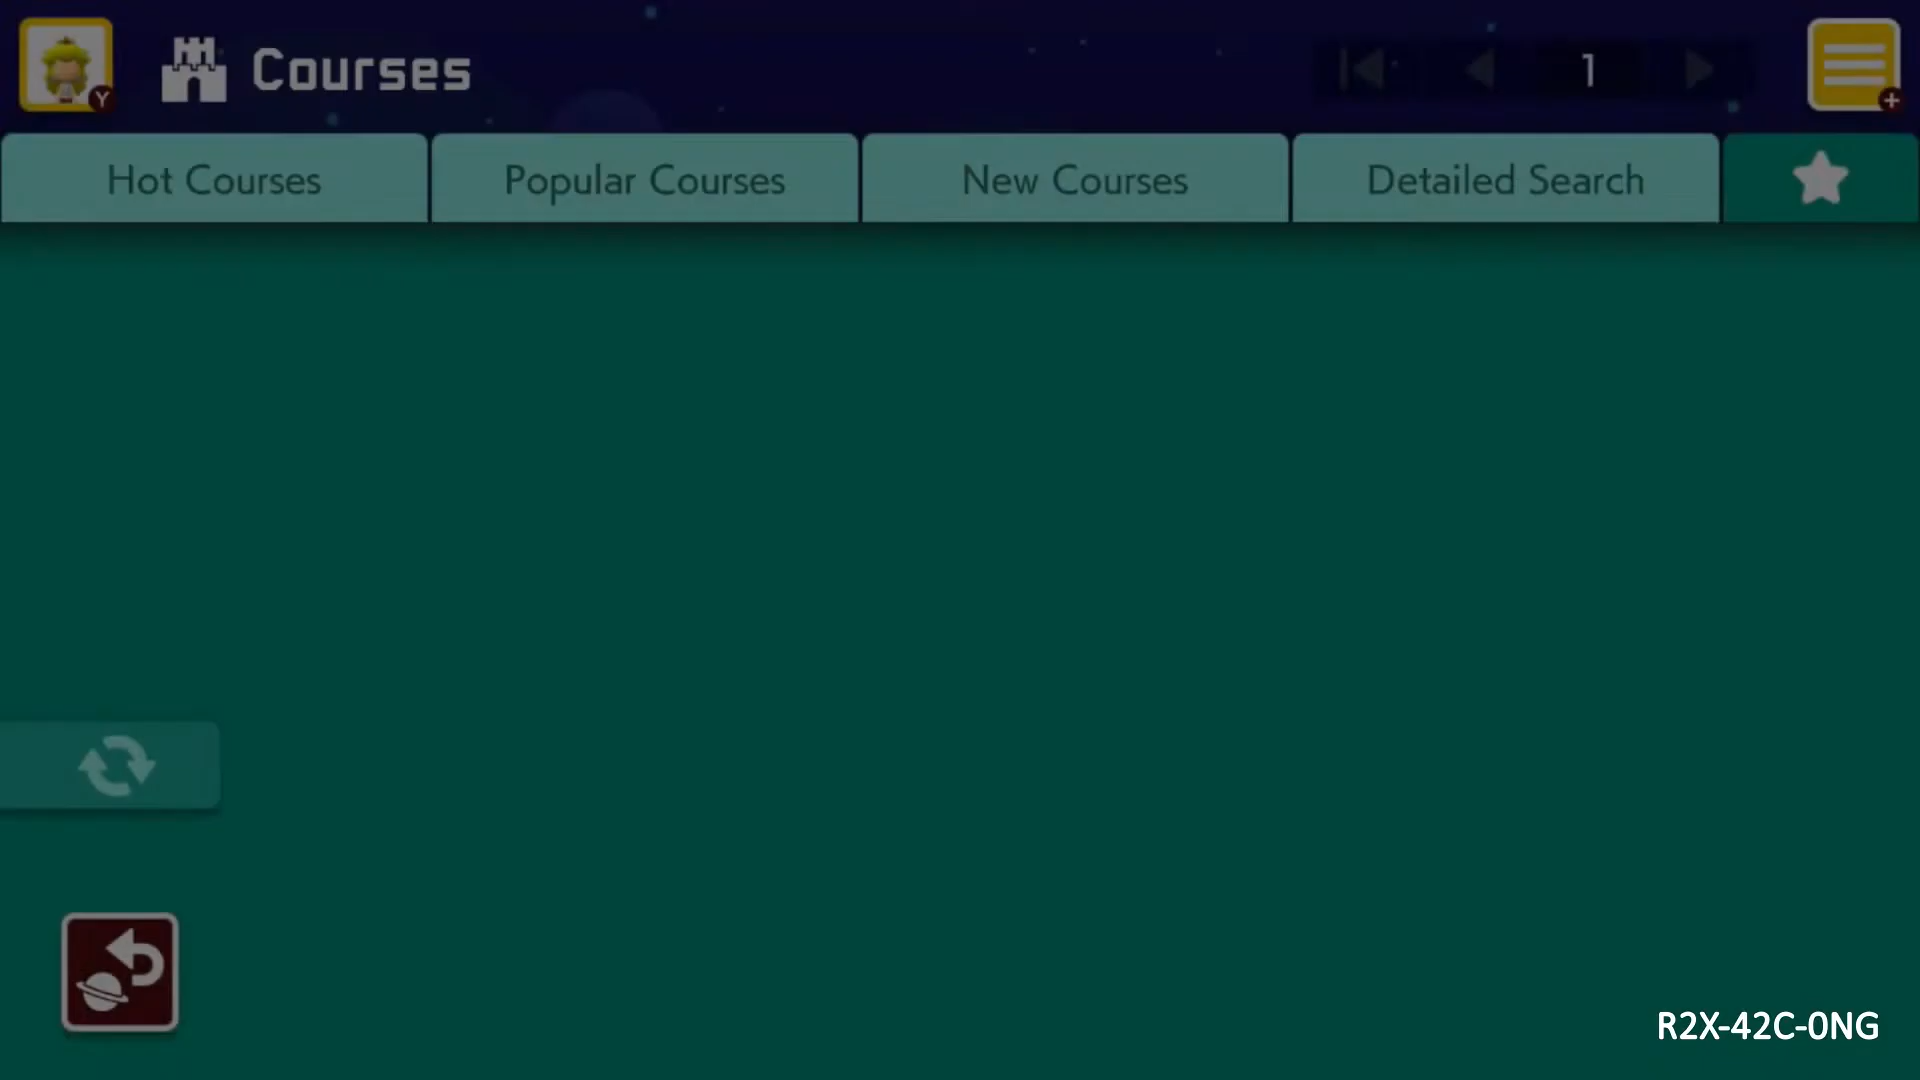 Y
Courses
1
+
Hot Courses
Popular Courses
New Courses
Detailed Search
R2X-42C-0NG